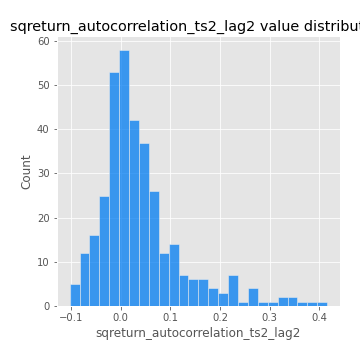 sqreturn_autocorrelation_ts2_lag2 value distribut
60
50
40
30
20
10
0
Count
−0.1 0.0 0.1 0.2 0.3 0.4
sqreturn_autocorrelation_ts2_lag2